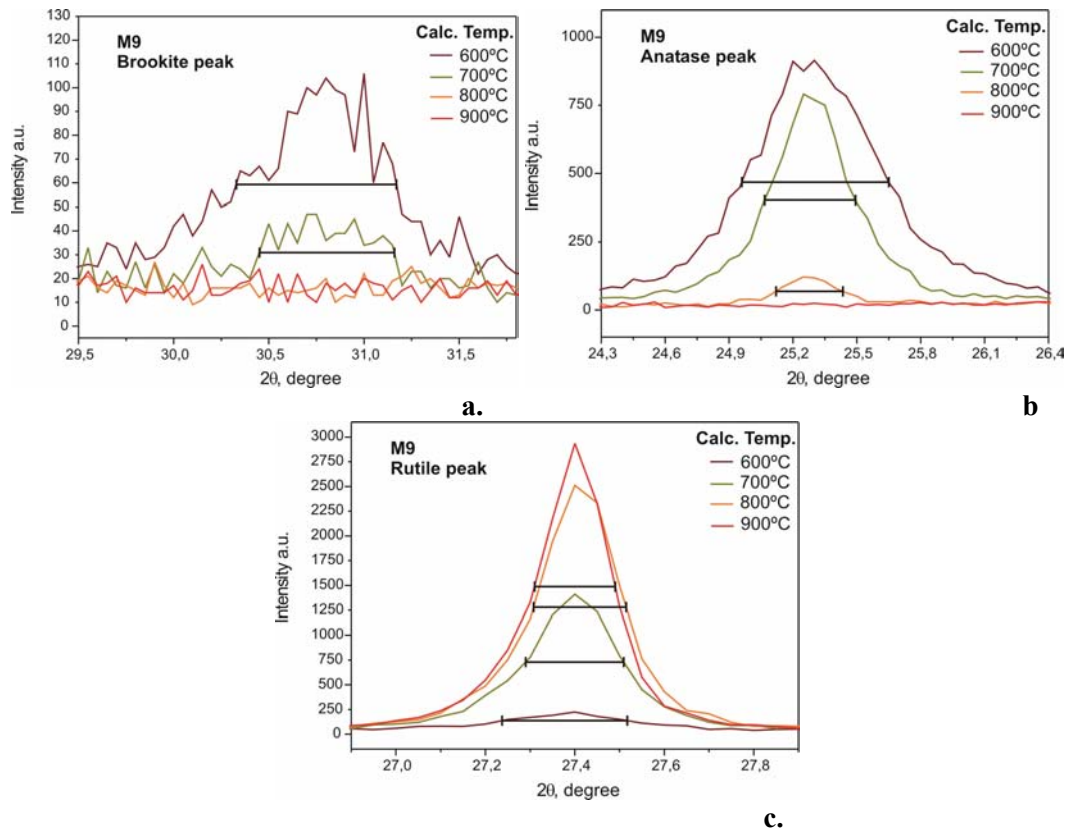 M9
Brookite peak
Calc. Temp.
600ºC
700ºC
800ºC
900ºC
130
120
110
100
90
80
70
60
50
40
30
20
10
0
Intensity a.u.
29,5
30,0
30,5
31,0
31,5
2θ, degree
a.
M9
Anatase peak
Calc. Temp.
600ºC
700ºC
800ºC
900ºC
1000
750
500
250
0
Intensity a.u.
24,3
24,6
24,9
25,2
25,5
25,8
26,1
26,4
2θ, degree
b
M9
Rutile peak
Calc. Temp.
600ºC
700ºC
800ºC
900ºC
3000
2750
2500
2250
2000
1750
1500
1250
1000
750
500
250
0
Intensity a.u.
27,0
27,2
27,4
27,6
27,8
2θ, degree
c.